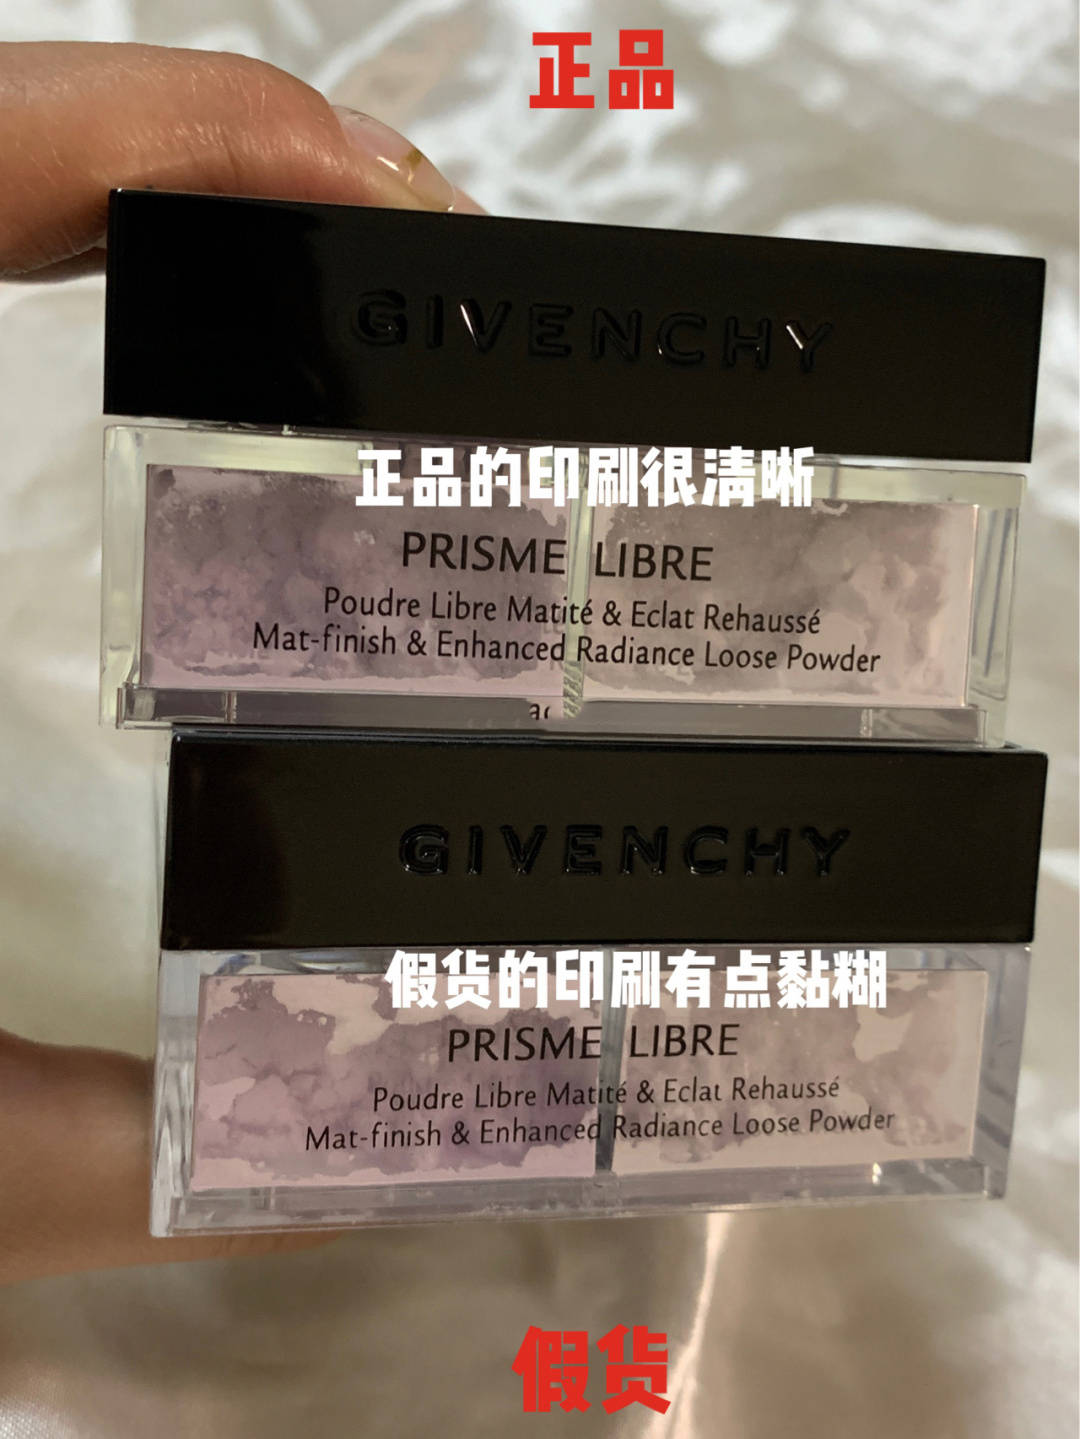 正品
GIVENCHY
正品的印刷很清晰
PRISME LIBRE
Poudre Libre Matité & Eclat Rehaussé
Mat-finish & Enhanced Radiance Loose Powder
GIVENCHY
假货的印刷有点黏糊
PRISME LIBRE
Poudre Libre Matité & Eclat Rehaussé
Mat-finish & Enhanced Radiance Loose Powder
假货